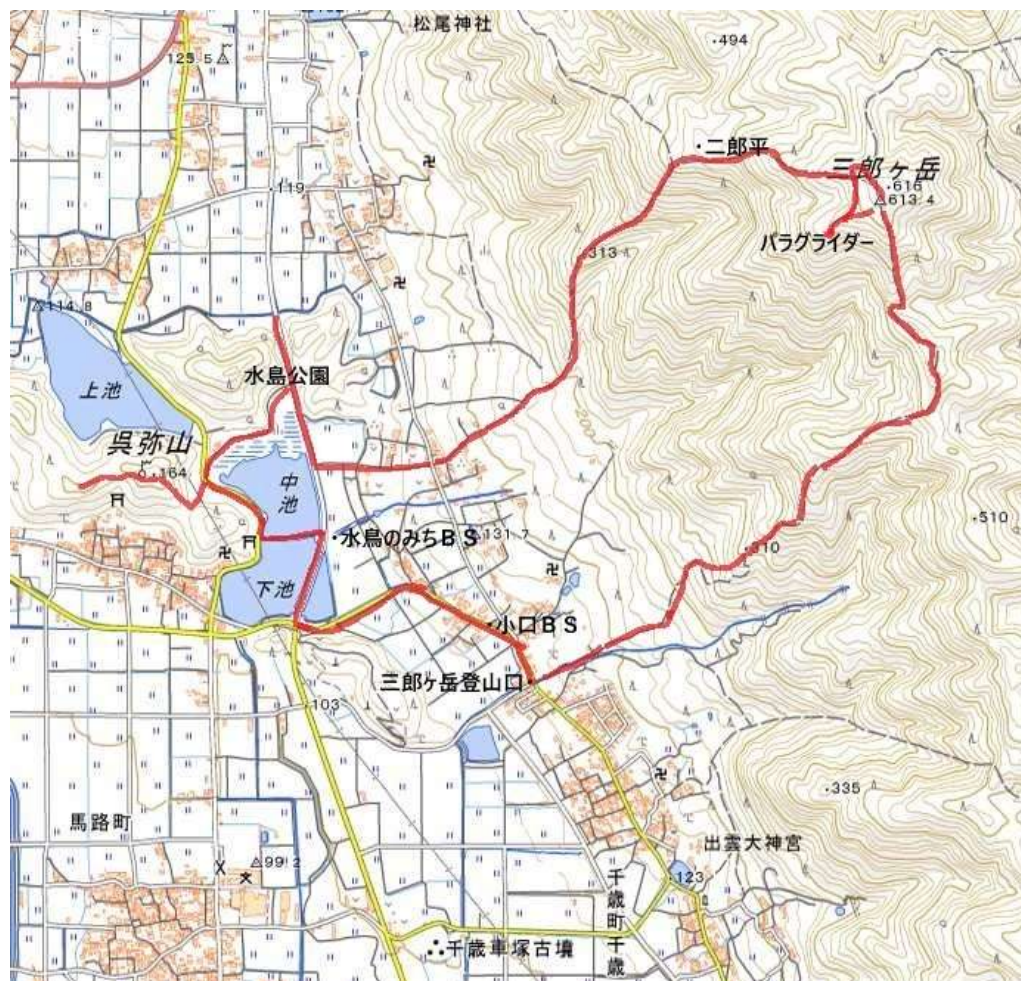 松尾神社
・494
125.5
・二郎平
三郎ヶ岳
・119
・616
613.4
パラグライダー
・313
114.8
水鳥公園
上池
呉弥山
・164
中池
200
・510
・水鳥のみちBS
131.7
・310
下池
・小口BS
三郎ヶ岳登山口・
・103
・335
馬路町
出雲大神宮
99.2
・123
千歳町千歳
千歳車塚古墳